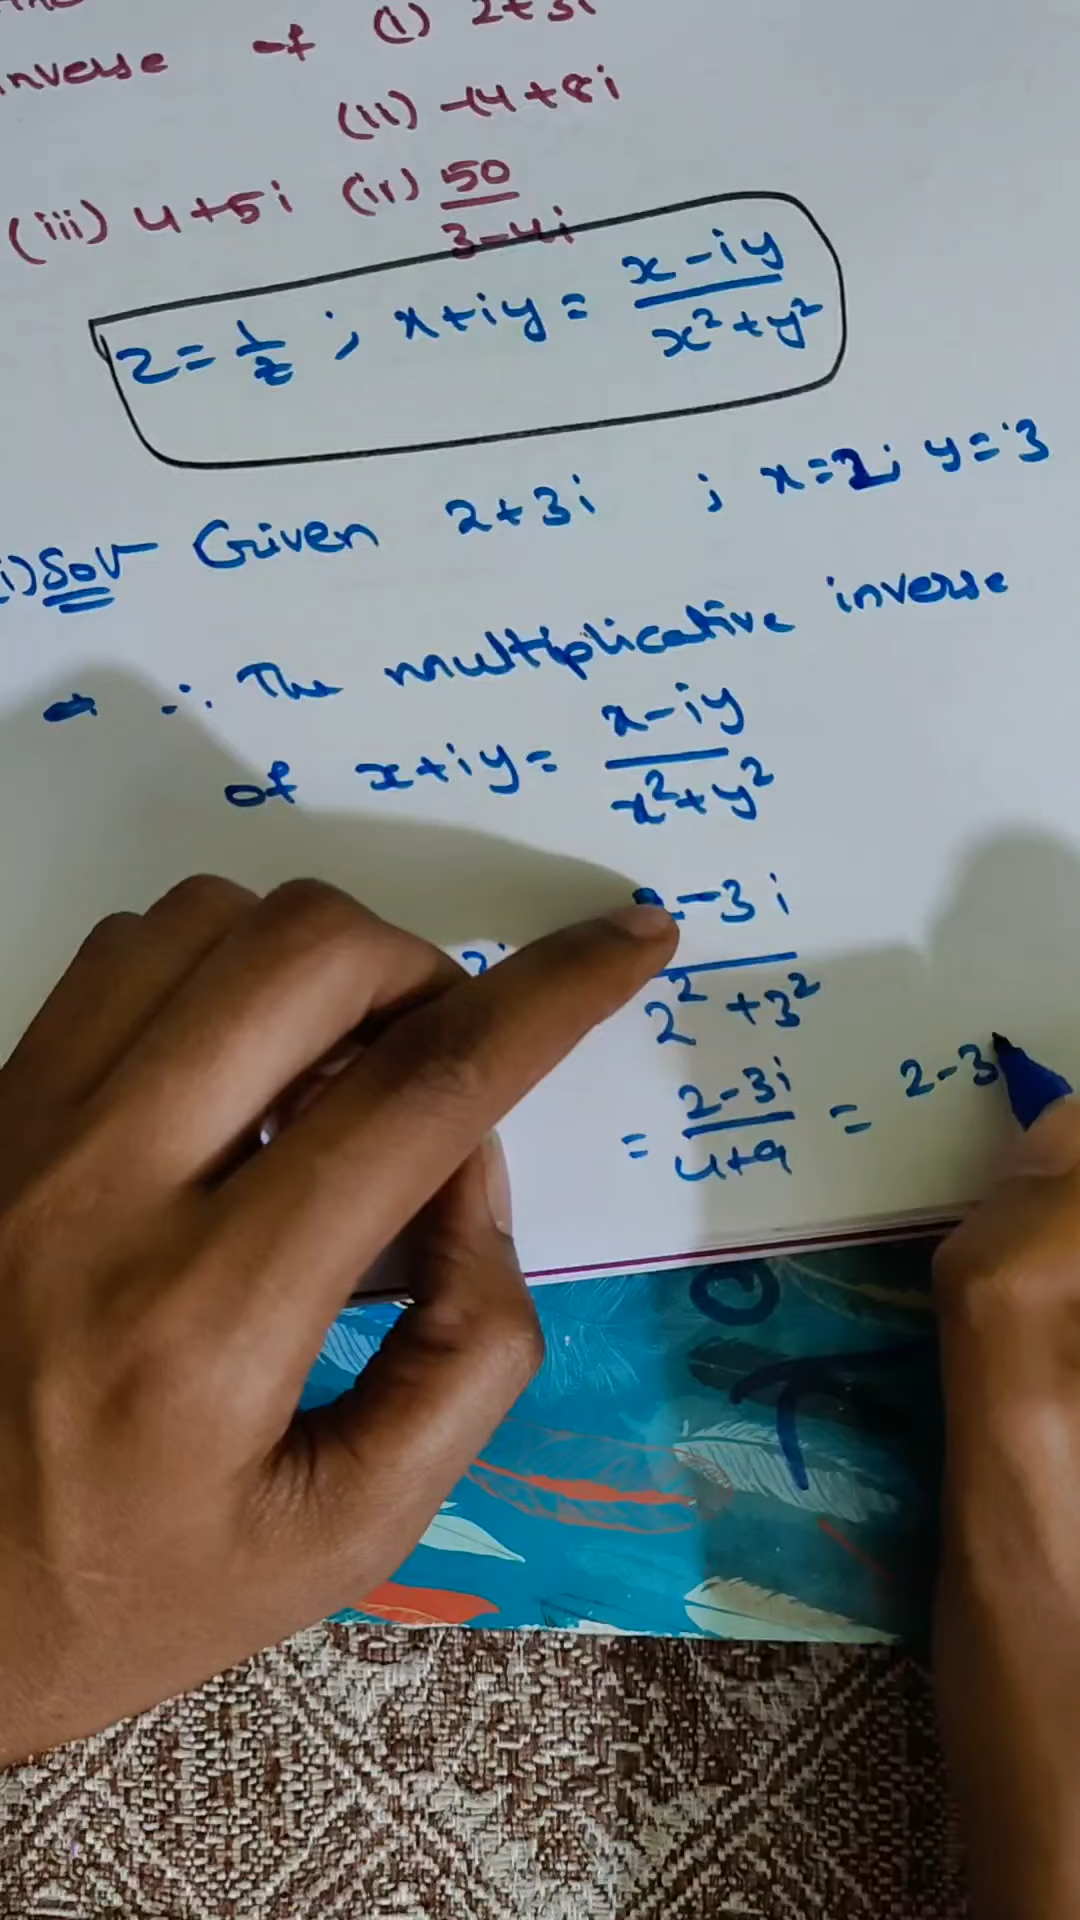 inverse of (i) 2+3i
(ii) -14+8i
(iii) 4+5i (iv) 50/3-4i
z = 1/z ; x+iy = x-iy/x²+y²
i) Sol Given 2+3i ; x=2; y=3
∴ The multiplicative inverse
of x+iy = x-iy/x²+y²
2-3i/2²+3²
= 2-3i/4+9 = 2-3